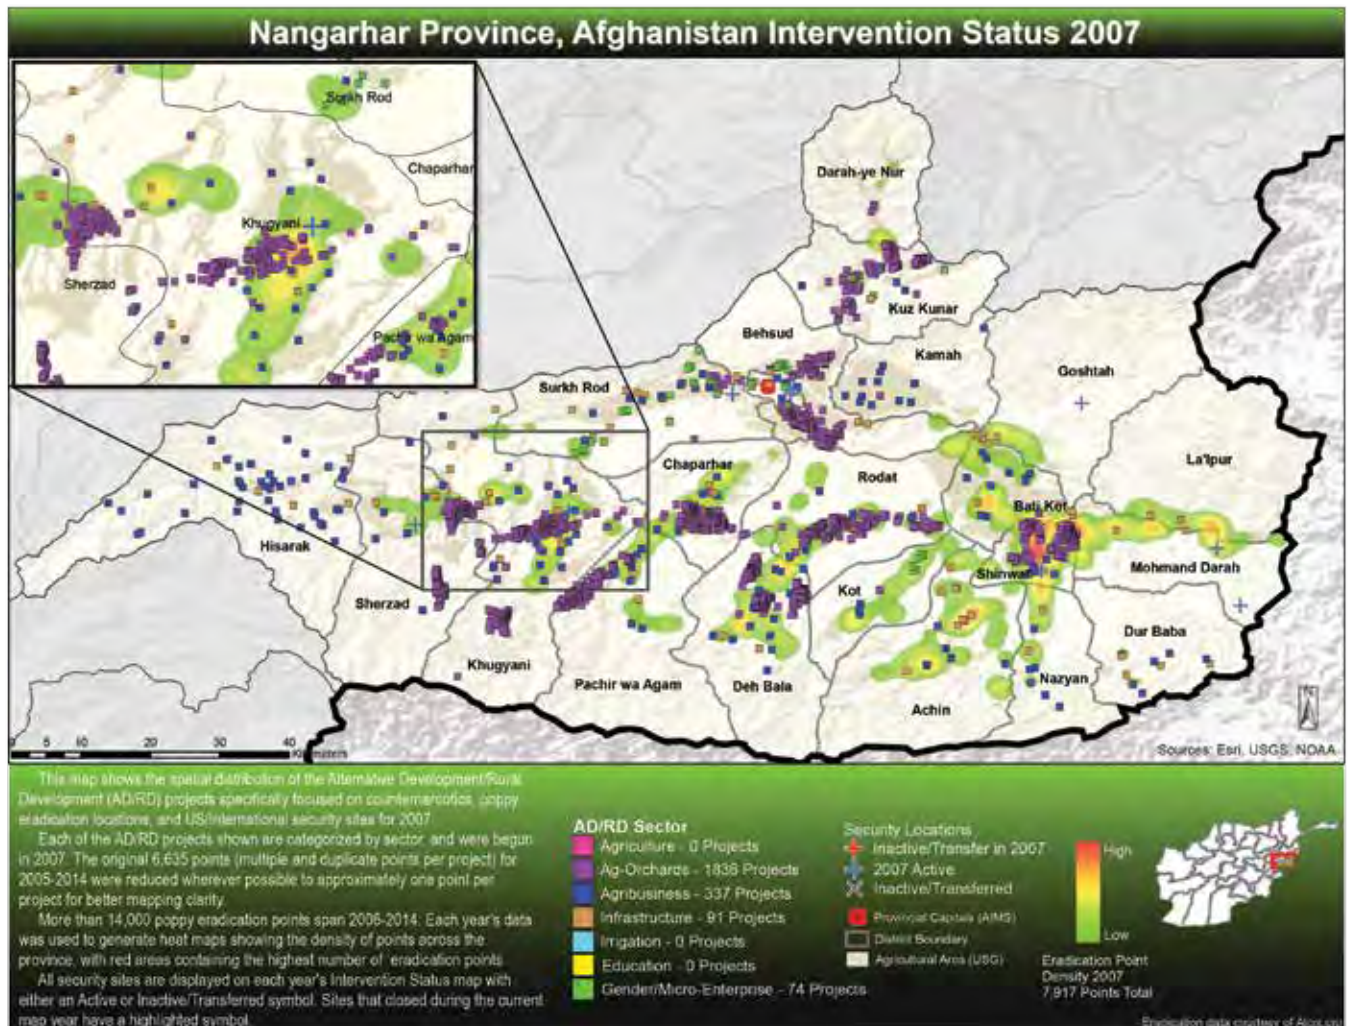 Nangarhar Province, Afghanistan Intervention Status 2007
Surkh Rod
Chaparhar
Khugyani
Sherzad
Pachir wa Agam
Darah-ye Nur
Kuz Kunar
Behsud
Kamah
Goshtah
Surkh Rod
La'lpur
Chaparhar
Rodat
Bati Kot
Hisarak
Shinwar
Mohmand Darah
Sherzad
Kot
Dur Baba
Khugyani
Pachir wa Agam
Deh Bala
Nazyan
Achin
N
0 5 10 20 30 40
Kilometers
Sources: Esri, USGS, NOAA
This map shows the spatial distribution of the Alternative Development/Rural
Development (AD/RD) projects specifically focused on counternarcotics, poppy
eradication locations, and US/International security sites for 2007.
Each of the AD/RD projects shown are categorized by sector, and were begun
in 2007. The original 6,635 points (multiple and duplicate points per project) for
2005-2014 were reduced wherever possible to approximately one point per
project for better mapping clarity.
More than 14,000 poppy eradication points span 2006-2014. Each year's data
was used to generate heat maps showing the density of points across the
province, with red areas containing the highest number of eradication points.
All security sites are displayed on each year's Intervention Status map with
either an Active or Inactive/Transferred symbol. Sites that closed during the current
map year have a highlighted symbol.
AD/RD Sector
Agriculture - 0 Projects
Ag-Orchards - 1836 Projects
Agribusiness - 337 Projects
Infrastructure - 91 Projects
Irrigation - 0 Projects
Education - 0 Projects
Gender/Micro-Enterprise - 74 Projects
Security Locations
Inactive/Transfer in 2007
2007 Active
Inactive/Transferred
Provincial Capitals (AIMS)
District Boundary
Agricultural Area (USG)
High
Low
Eradication Point
Density 2007
7,917 Points Total
Eradication data courtesy of